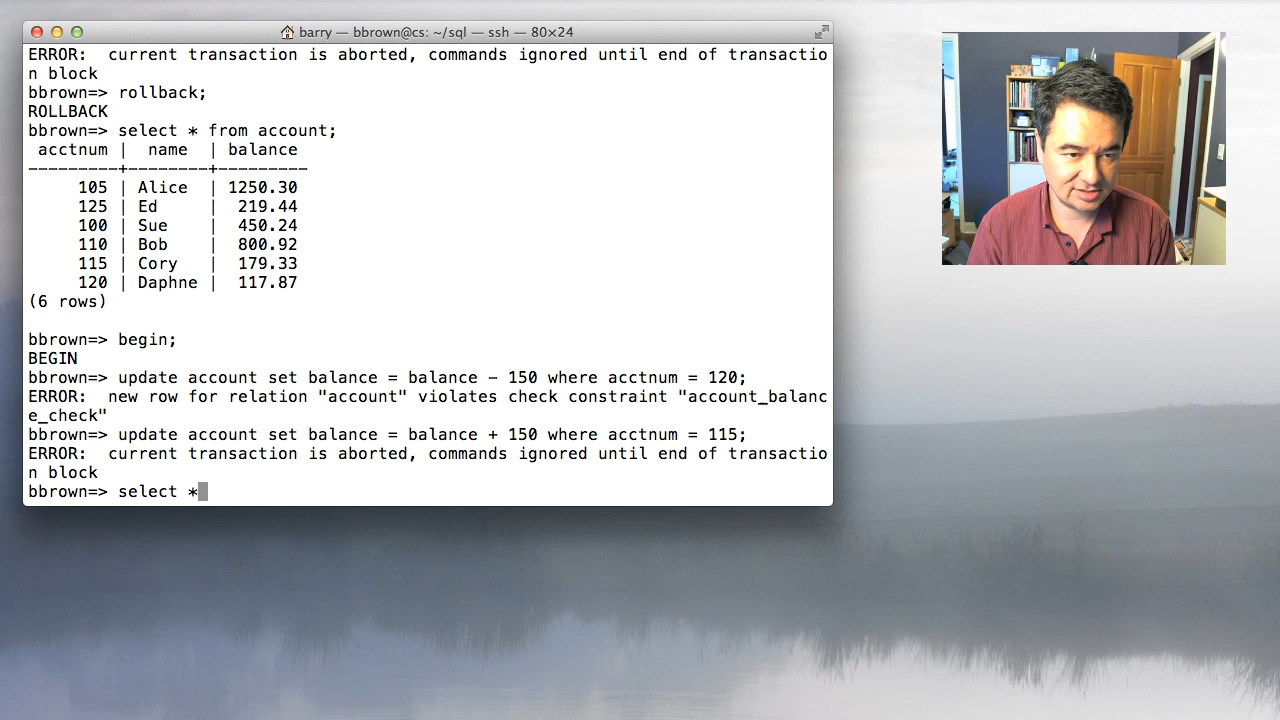 barry — bbrown@cs: ~/sql — ssh — 80×24
ERROR:  current transaction is aborted, commands ignored until end of transactio
n block
bbrown=> rollback;
ROLLBACK
bbrown=> select * from account;
 acctnum |  name  | balance
---------+--------+---------
     105 | Alice  | 1250.30
     125 | Ed     |  219.44
     100 | Sue    |  450.24
     110 | Bob    |  800.92
     115 | Cory   |  179.33
     120 | Daphne |  117.87
(6 rows)
bbrown=> begin;
BEGIN
bbrown=> update account set balance = balance - 150 where acctnum = 120;
ERROR:  new row for relation "account" violates check constraint "account_balanc
e_check"
bbrown=> update account set balance = balance + 150 where acctnum = 115;
ERROR:  current transaction is aborted, commands ignored until end of transactio
n block
bbrown=> select *